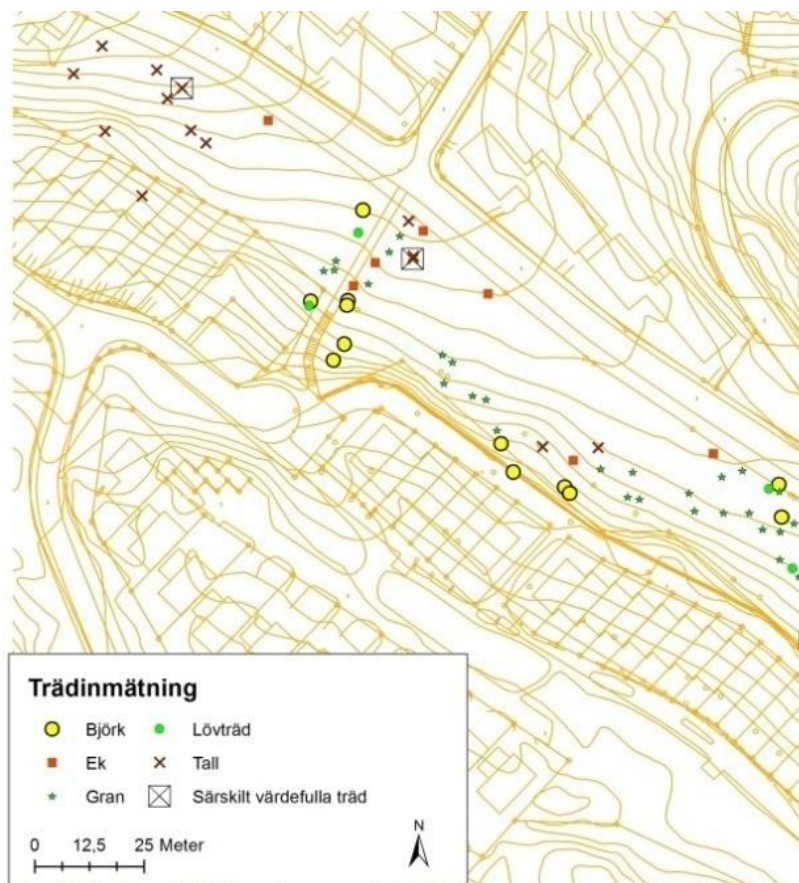 Trädinmätning
Björk Lövträd
Ek Tall
Gran Särskilt värdefulla träd
0 12,5 25 Meter
N